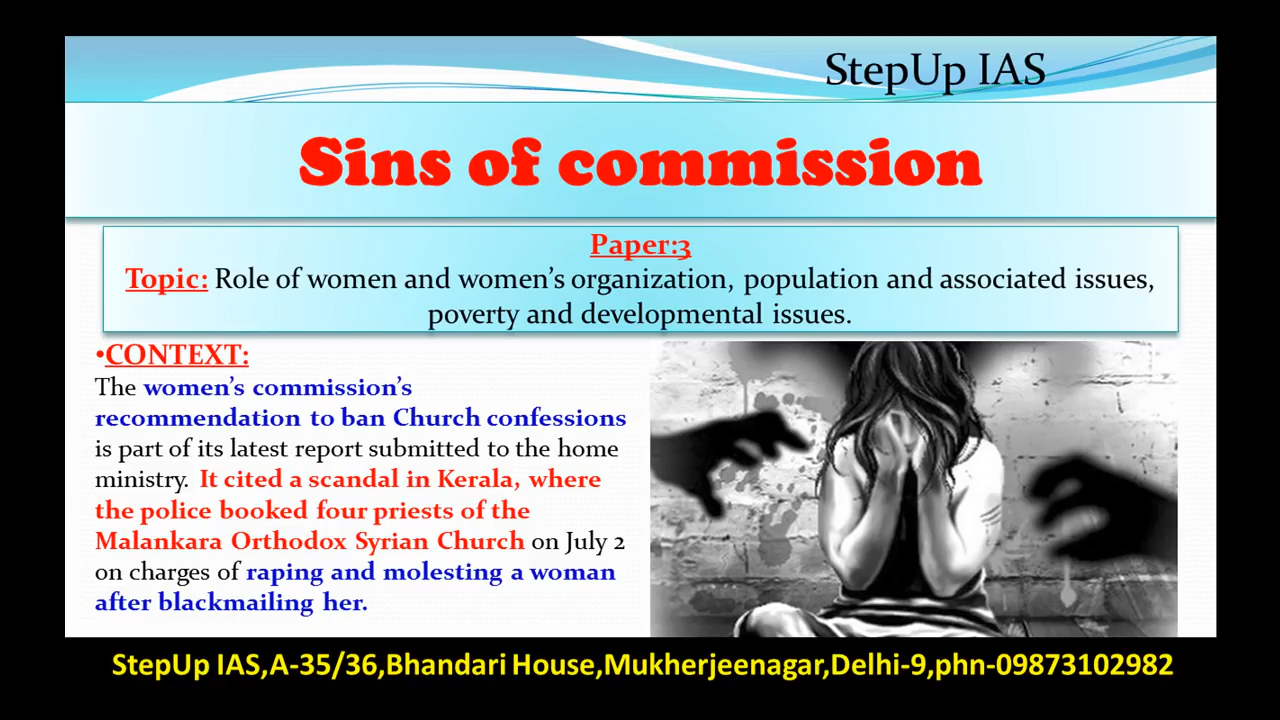 StepUp IAS
Sins of commission
Paper:3
Topic: Role of women and women’s organization, population and associated issues,
poverty and developmental issues.
•CONTEXT:
The women’s commission’s
recommendation to ban Church confessions
is part of its latest report submitted to the home
ministry. It cited a scandal in Kerala, where
the police booked four priests of the
Malankara Orthodox Syrian Church on July 2
on charges of raping and molesting a woman
after blackmailing her.
StepUp IAS,A-35/36,Bhandari House,Mukherjeenagar,Delhi-9,phn-09873102982